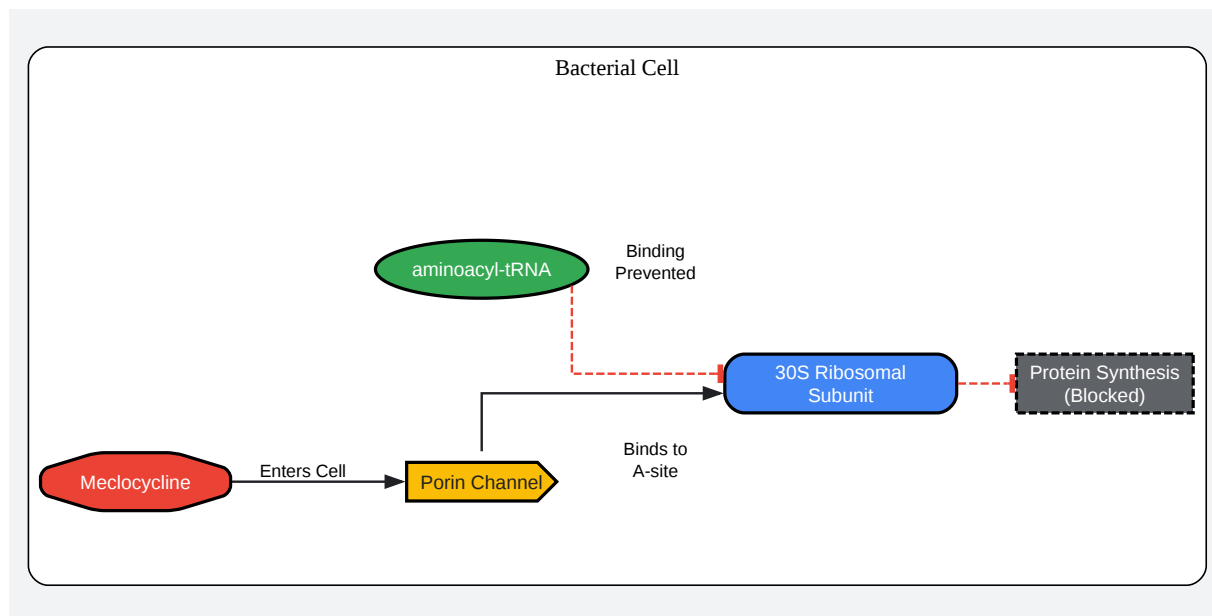 Bacterial Cell
aminoacyl-tRNA
Binding
Prevented
30S Ribosomal
Subunit
Protein Synthesis
(Blocked)
Meclocycline
Enters Cell
Porin Channel
Binds to
A-site